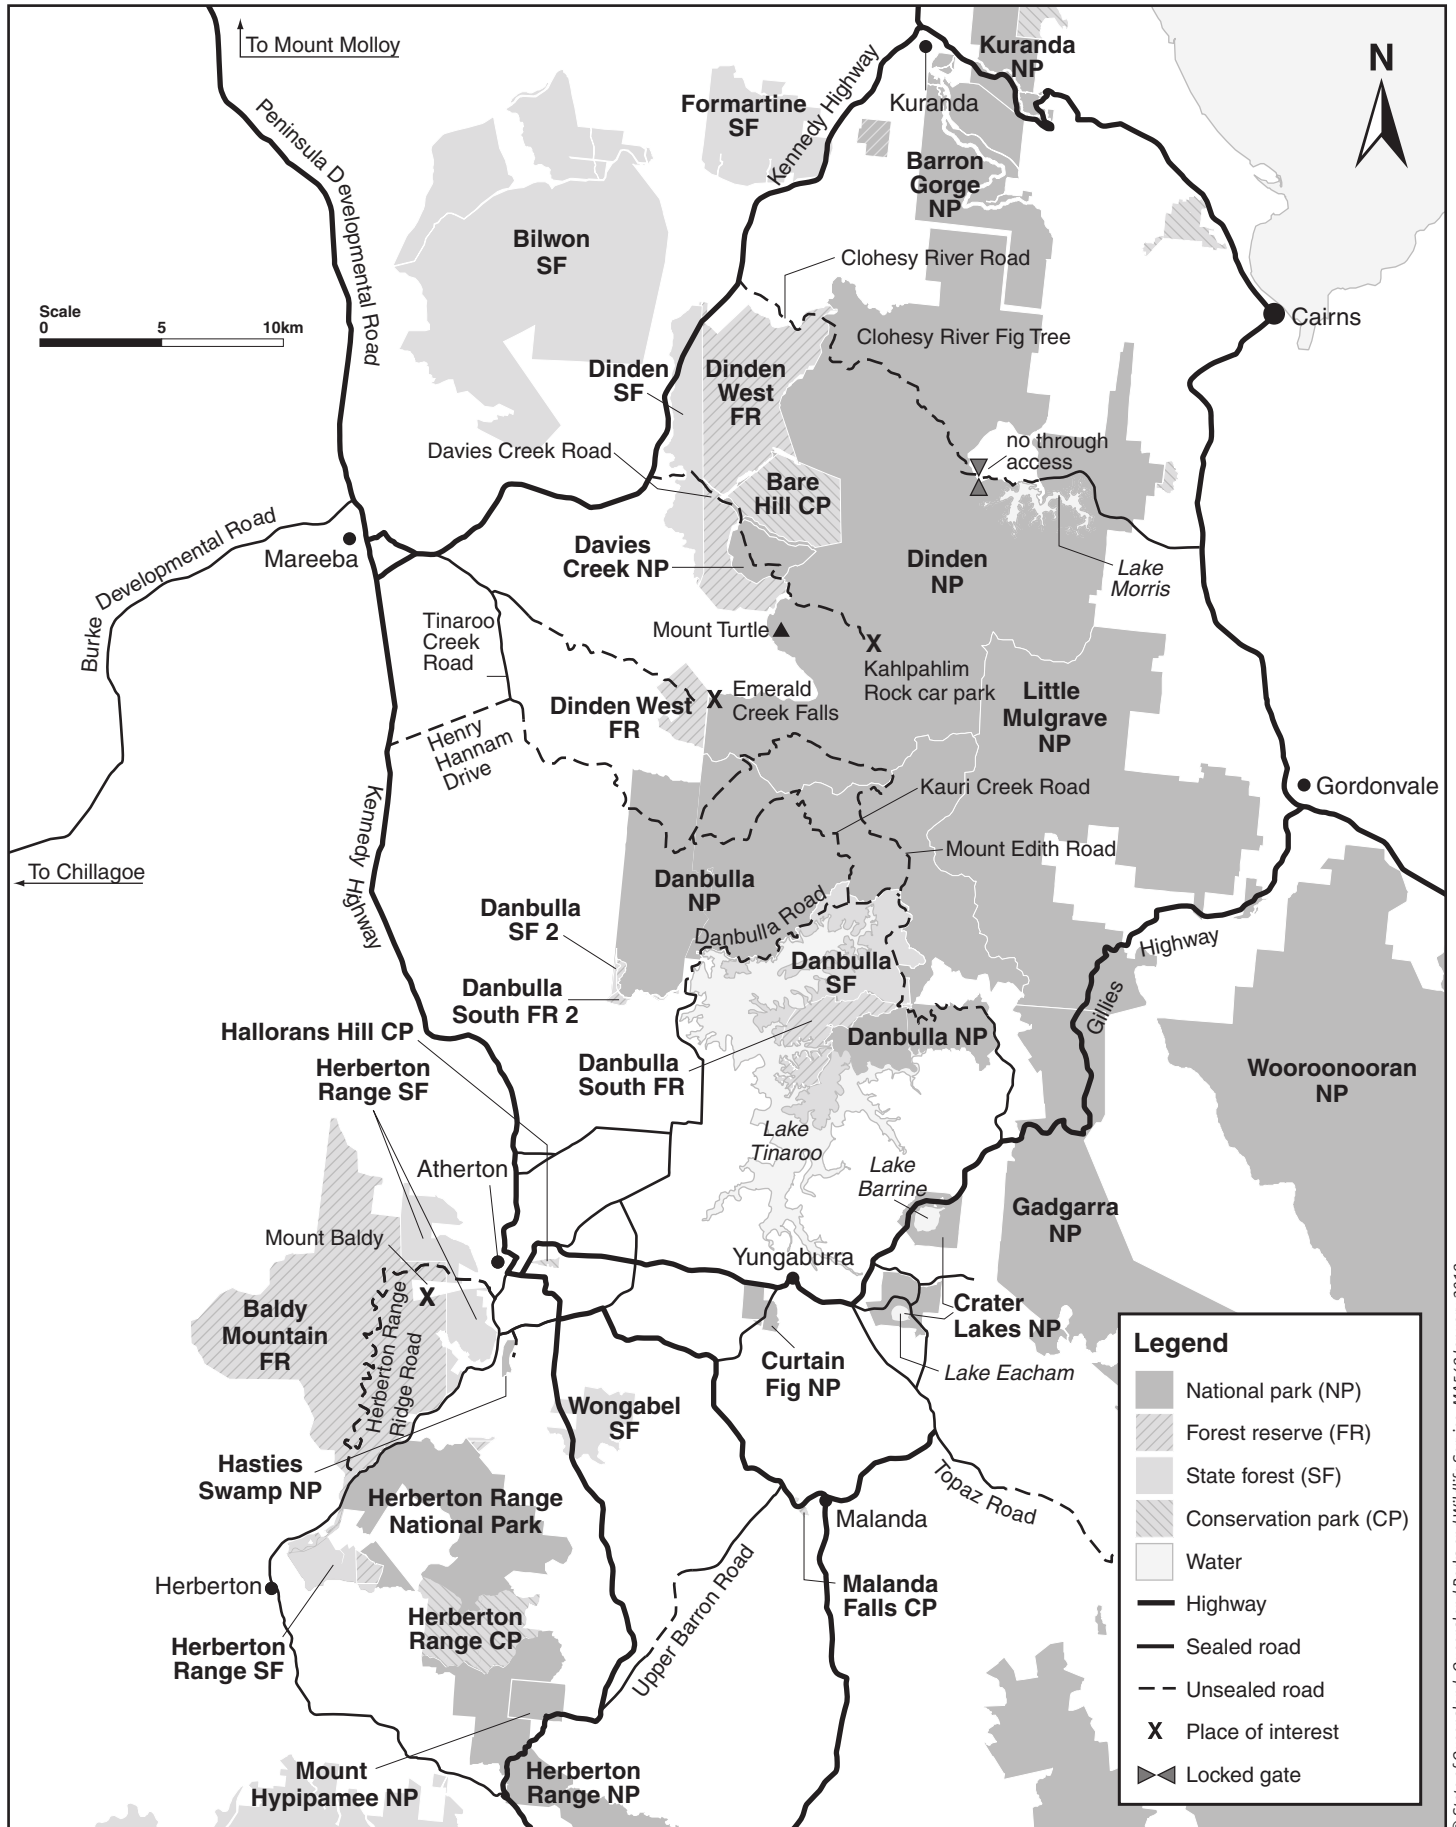 To Mount Molloy
Peninsula Developmental Road
Formartine
SF
Kennedy Highway
Kuranda
NP
Kuranda
N
Barron
Gorge
NP
Bilwon
SF
Clohesy River Road
Scale
0 5 10km
Cairns
Clohesy River Fig Tree
Dinden
SF
Dinden
West
FR
Davies Creek Road
no through
access
Bare
Hill CP
Burke Developmental Road
Mareeba
Davies
Creek NP
Dinden
NP
Lake
Morris
Tinaroo
Creek
Road
Mount Turtle
X
Kahlpahlim
Rock car park
Little
Mulgrave
NP
Dinden West
FR
X
Emerald
Creek Falls
Henry
Hannam
Drive
Kauri Creek Road
Gordonvale
Kennedy Highway
Mount Edith Road
To Chillagoe
Danbulla
NP
Danbulla
SF 2
Danbulla Road
Gillies Highway
Danbulla
SF
Danbulla
South FR 2
Hallorans Hill CP
Danbulla NP
Herberton
Range SF
Danbulla
South FR
Wooroonooran
NP
Lake
Tinaroo
Atherton
Lake
Barrine
Gadgarra
NP
Mount Baldy
X
Yungaburra
Baldy
Mountain
FR
Herberton Range
Ridge Road
Crater
Lakes NP
Curtain
Fig NP
Lake Eacham
Wongabel
SF
Hasties
Swamp NP
Herberton Range
National Park
Topaz Road
Malanda
Herberton
Upper Barron Road
Malanda
Falls CP
Herberton
Range CP
Herberton
Range SF
Mount
Hypipamee NP
Herberton
Range NP
Legend
National park (NP)
Forest reserve (FR)
State forest (SF)
Conservation park (CP)
Water
Highway
Sealed road
Unsealed road
X Place of interest
Locked gate